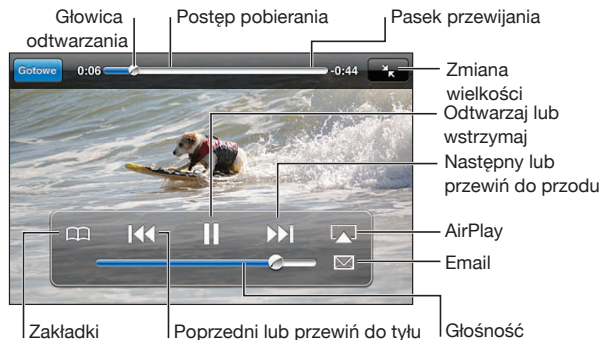 Głowica
odtwarzania
Postęp pobierania
Pasek przewijania
Gotowe
0:06
-0:44
Zmiana
wielkości
Odtwarzaj lub
wstrzymaj
Następny lub
przewiń do przodu
AirPlay
Email
Zakładki
Poprzedni lub przewiń do tyłu
Głośność